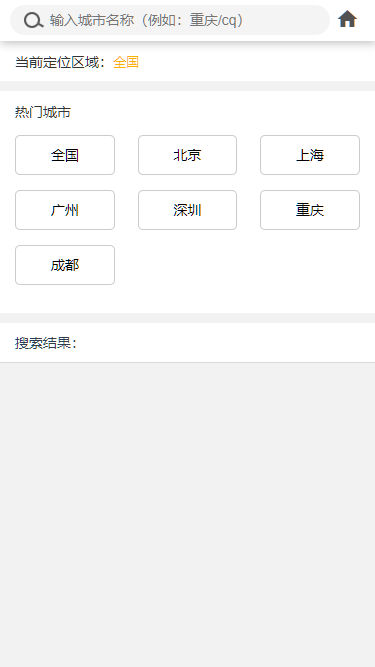 输入城市名称（例如：重庆/cq）
当前定位区域：全国
热门城市
全国 北京 上海
广州 深圳 重庆
成都
搜索结果：